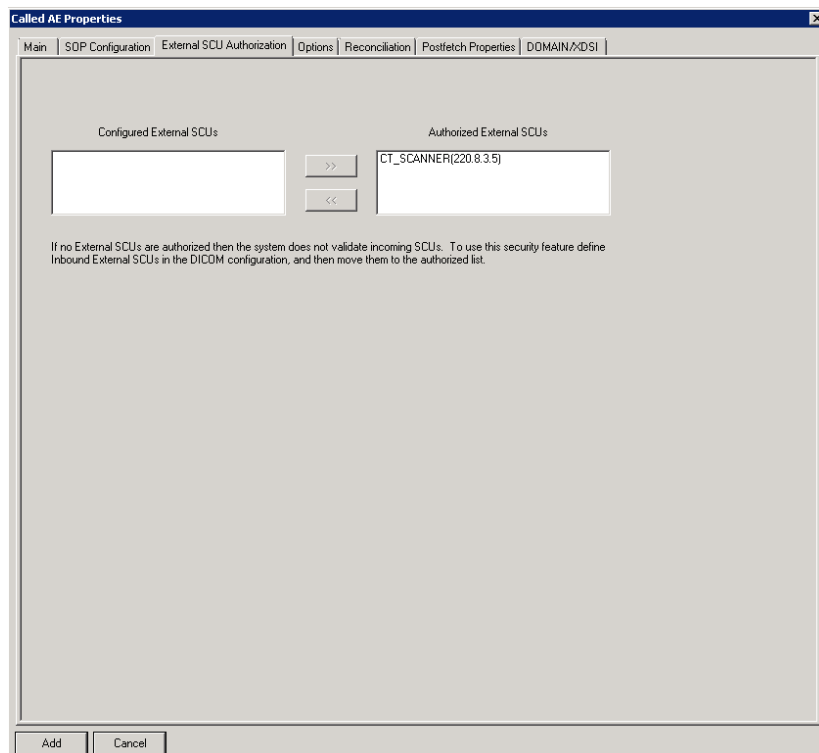 Called AE Properties
Main SOP Configuration External SCU Authorization Options Reconciliation Postfetch Properties DOMAIN/XDSI
Configured External SCUs Authorized External SCUs
CT_SCANNER(220.8.3.5)
>>
<<
If no External SCUs are authorized then the system does not validate incoming SCUs. To use this security feature define
Inbound External SCUs in the DICOM configuration, and then move them to the authorized list.
Add Cancel